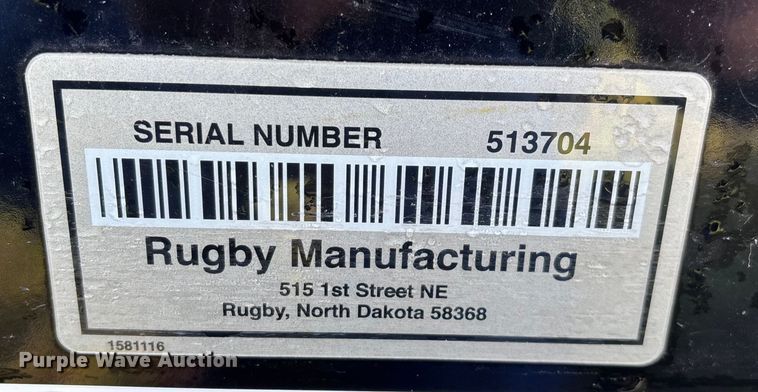 SERIAL NUMBER 513704
Rugby Manufacturing
515 1st Street NE
Rugby, North Dakota 58368
1581116
Purple Wave Auction